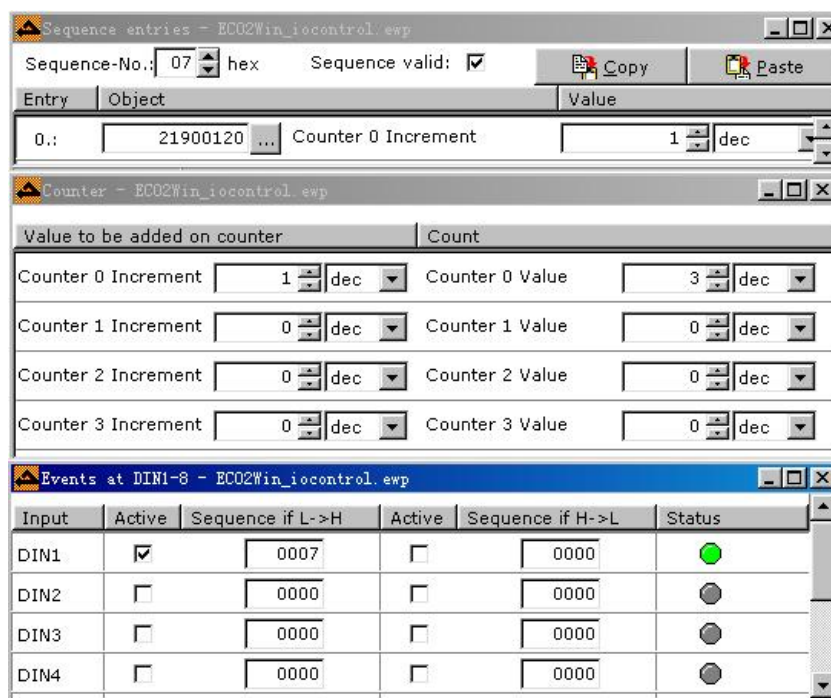 Sequence entries - ECO2Win_iocontrol.ewp
Sequence-No.: 07 hex Sequence valid: Copy Paste
Entry Object Value
0.: 21900120 ... Counter 0 Increment 1 dec
Counter - ECO2Win_iocontrol.ewp
Value to be added on counter Count
Counter 0 Increment 1 dec Counter 0 Value 3 dec
Counter 1 Increment 0 dec Counter 1 Value 0 dec
Counter 2 Increment 0 dec Counter 2 Value 0 dec
Counter 3 Increment 0 dec Counter 3 Value 0 dec
Events at DIN1-8 - ECO2Win_iocontrol.ewp
Input Active Sequence if L->H Active Sequence if H->L Status
DIN1 0007 0000
DIN2 0000 0000
DIN3 0000 0000
DIN4 0000 0000